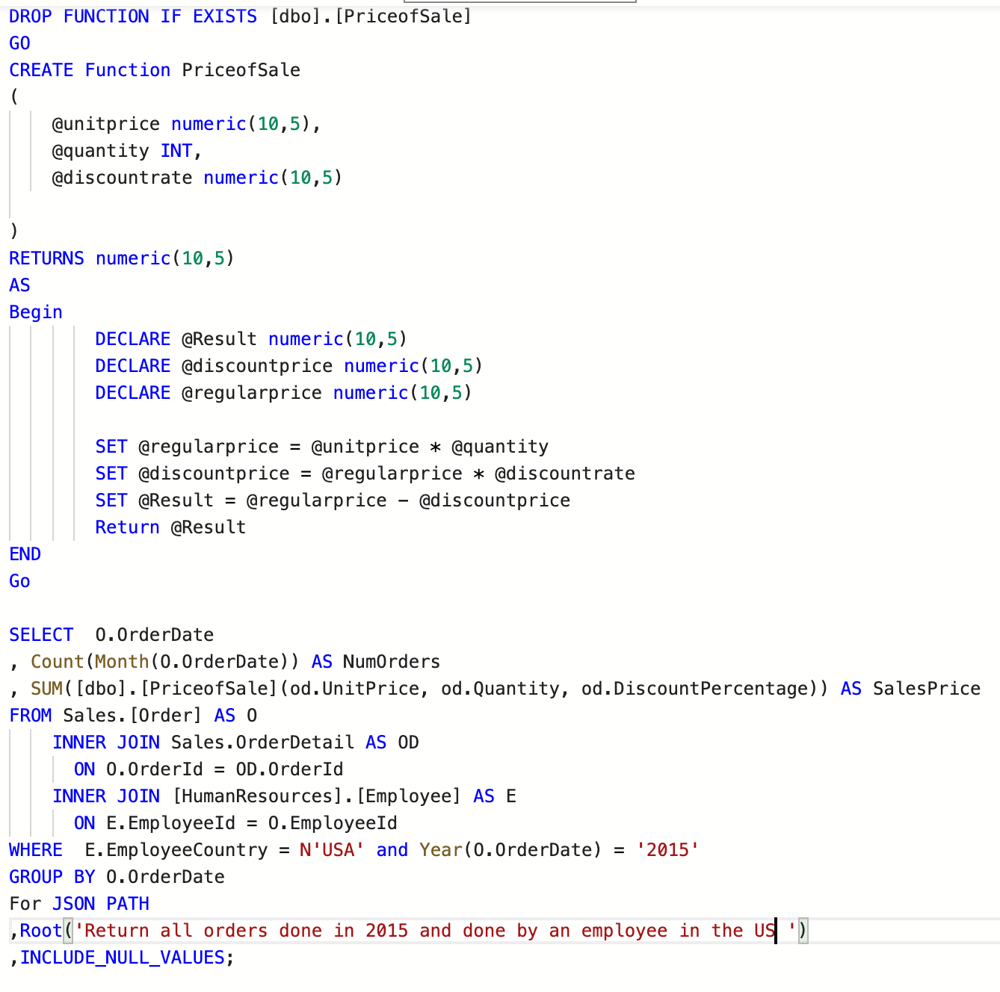 DROP FUNCTION IF EXISTS [dbo].[PriceofSale]
GO
CREATE Function PriceofSale
(
    @unitprice numeric(10,5),
    @quantity INT,
    @discountrate numeric(10,5)

)
RETURNS numeric(10,5)
AS
Begin
        DECLARE @Result numeric(10,5)
        DECLARE @discountprice numeric(10,5)
        DECLARE @regularprice numeric(10,5)

        SET @regularprice = @unitprice * @quantity
        SET @discountprice = @regularprice * @discountrate
        SET @Result = @regularprice - @discountprice
        Return @Result
END
Go

SELECT  O.OrderDate
, Count(Month(O.OrderDate)) AS NumOrders
, SUM([dbo].[PriceofSale](od.UnitPrice, od.Quantity, od.DiscountPercentage)) AS SalesPrice
FROM Sales.[Order] AS O
    INNER JOIN Sales.OrderDetail AS OD
      ON O.OrderId = OD.OrderId
    INNER JOIN [HumanResources].[Employee] AS E
      ON E.EmployeeId = O.EmployeeId
WHERE  E.EmployeeCountry = N'USA' and Year(O.OrderDate) = '2015'
GROUP BY O.OrderDate
For JSON PATH
,Root('Return all orders done in 2015 and done by an employee in the US ')
,INCLUDE_NULL_VALUES;